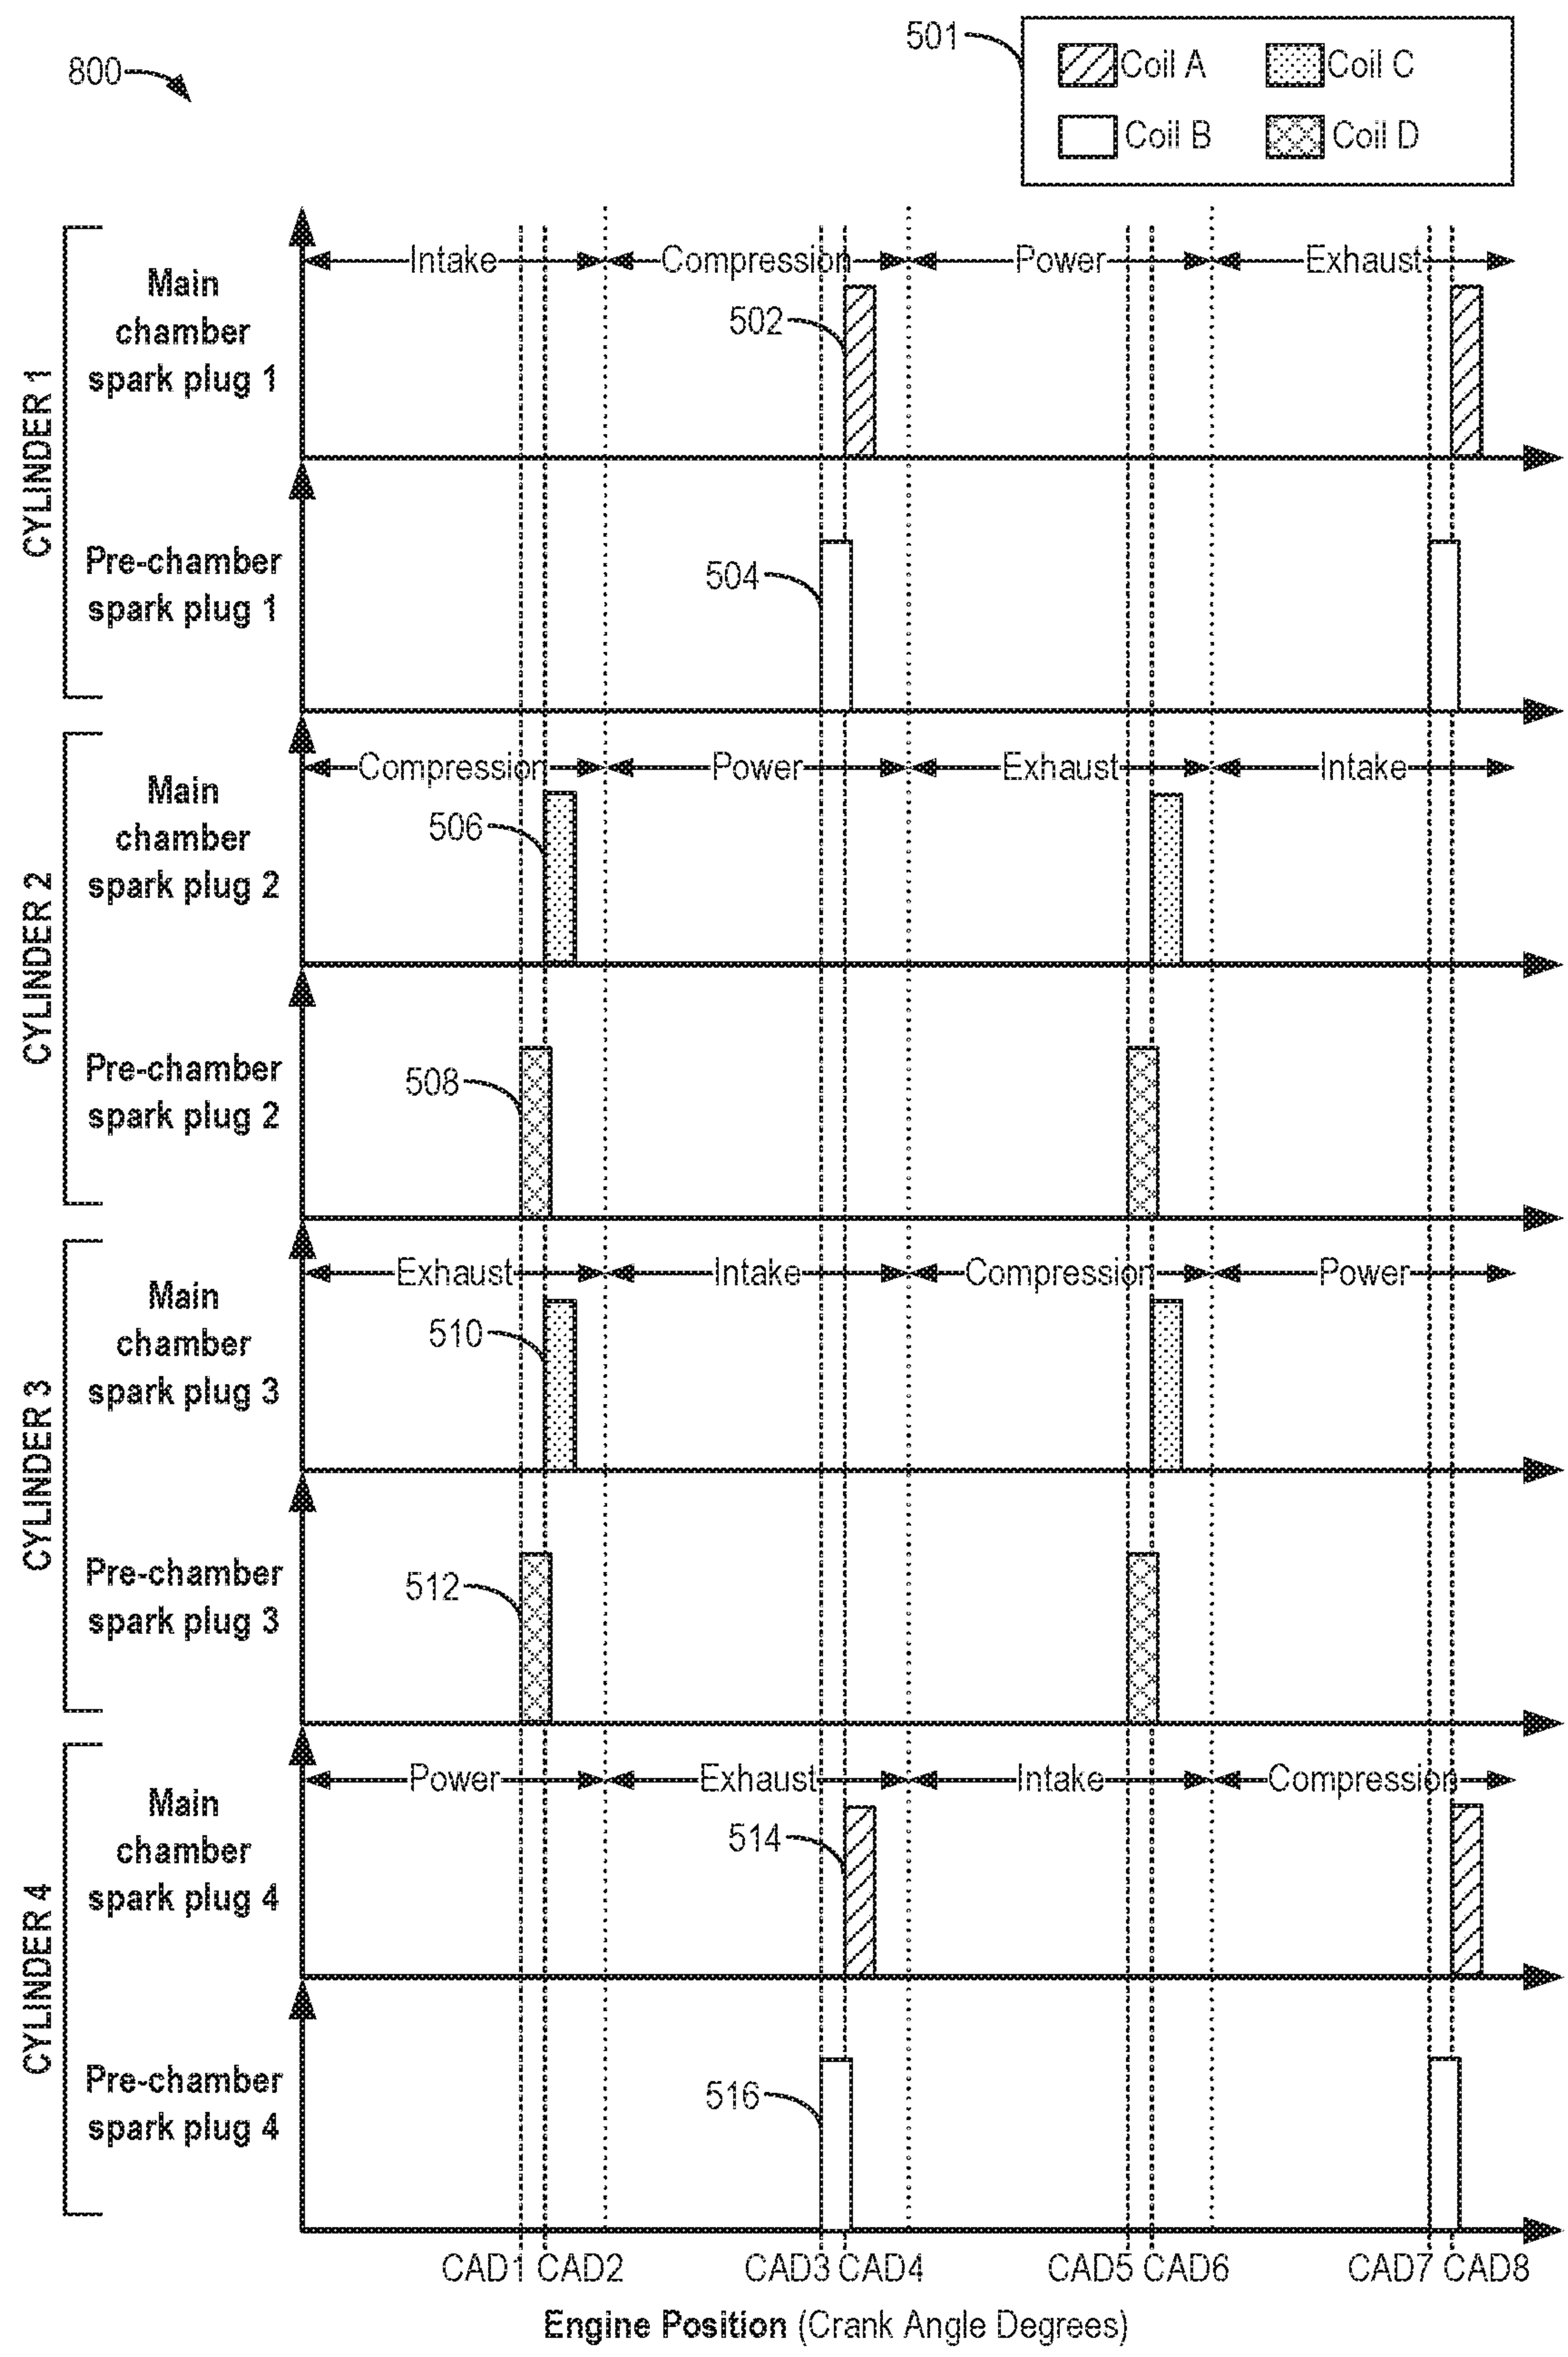 800
501
Coil A
Coil C
Coil B
Coil D
CYLINDER 1
Main
chamber
spark plug 1
Intake
Compression
Power
Exhaust
502
Pre-chamber
spark plug 1
504
CYLINDER 2
Main
chamber
spark plug 2
Compression
Power
Exhaust
Intake
506
Pre-chamber
spark plug 2
508
CYLINDER 3
Main
chamber
spark plug 3
Exhaust
Intake
Compression
Power
510
Pre-chamber
spark plug 3
512
CYLINDER 4
Main
chamber
spark plug 4
Power
Exhaust
Intake
Compression
514
Pre-chamber
spark plug 4
516
CAD1 CAD2 CAD3 CAD4 CAD5 CAD6 CAD7 CAD8
Engine Position (Crank Angle Degrees)